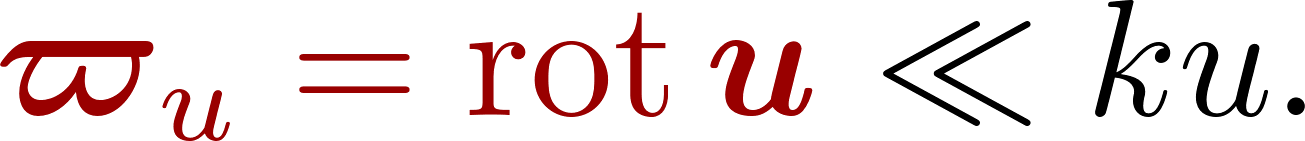 ϖ_u = rot u ≪ ku.